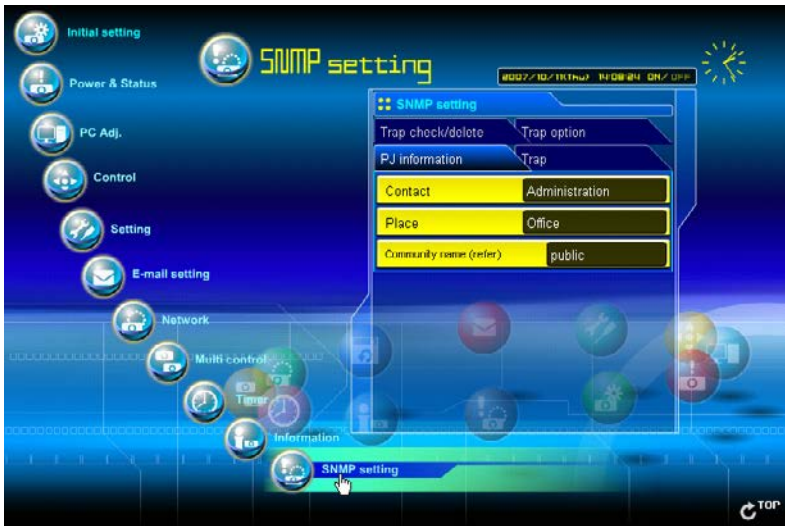 Initial setting
Power & Status
PC Adj.
Control
Setting
E-mail setting
Network
Multi control
Timer
Information
SNMP setting
SNMP setting
2007/10/11(THU) 14:08:24 ON/OFF
SNMP setting
Trap check/delete Trap option
PJ information Trap
Contact Administration
Place Office
Community name (refer) public
TOP